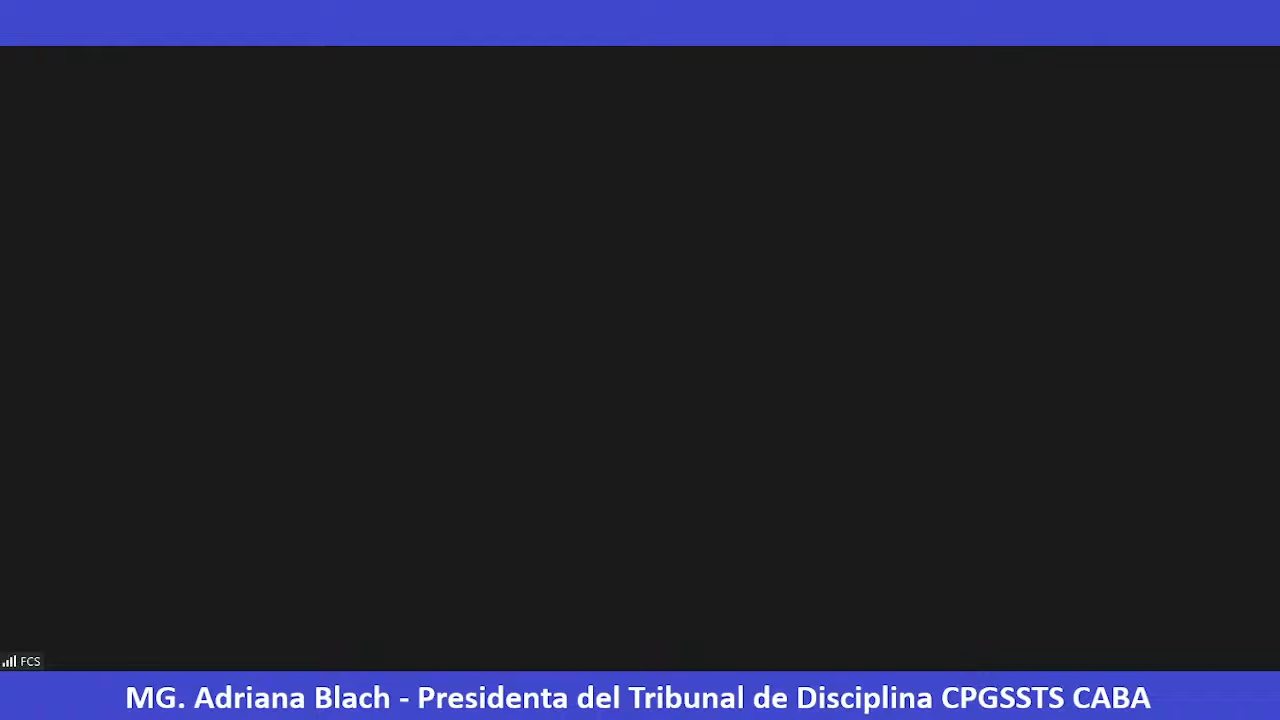 FCS
MG. Adriana Blach - Presidenta del Tribunal de Disciplina CPGSSTS CABA